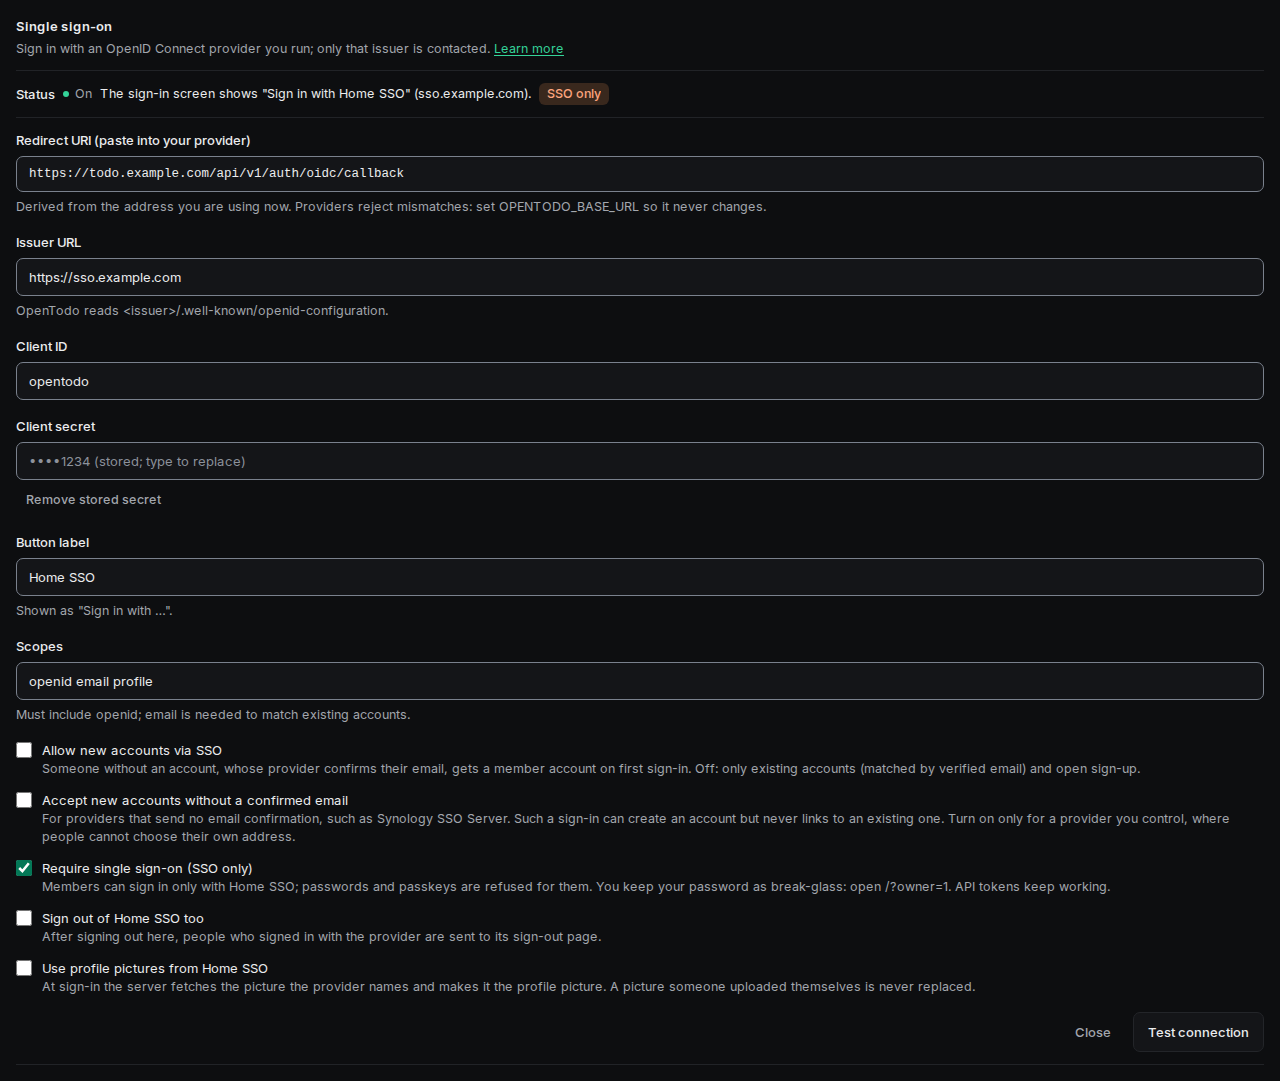 Single sign-on
Sign in with an OpenID Connect provider you run; only that issuer is contacted. Learn more
Status On The sign-in screen shows "Sign in with Home SSO" (sso.example.com). SSO only
Redirect URI (paste into your provider)
https://todo.example.com/api/v1/auth/oidc/callback
Derived from the address you are using now. Providers reject mismatches: set OPENTODO_BASE_URL so it never changes.
Issuer URL
https://sso.example.com
OpenTodo reads <issuer>/.well-known/openid-configuration.
Client ID
opentodo
Client secret
••••1234 (stored; type to replace)
Remove stored secret
Button label
Home SSO
Shown as "Sign in with ...".
Scopes
openid email profile
Must include openid; email is needed to match existing accounts.
Allow new accounts via SSO
Someone without an account, whose provider confirms their email, gets a member account on first sign-in. Off: only existing accounts (matched by verified email) and open sign-up.
Accept new accounts without a confirmed email
For providers that send no email confirmation, such as Synology SSO Server. Such a sign-in can create an account but never links to an existing one. Turn on only for a provider you control, where
people cannot choose their own address.
Require single sign-on (SSO only)
Members can sign in only with Home SSO; passwords and passkeys are refused for them. You keep your password as break-glass: open /?owner=1. API tokens keep working.
Sign out of Home SSO too
After signing out here, people who signed in with the provider are sent to its sign-out page.
Use profile pictures from Home SSO
At sign-in the server fetches the picture the provider names and makes it the profile picture. A picture someone uploaded themselves is never replaced.
Close Test connection